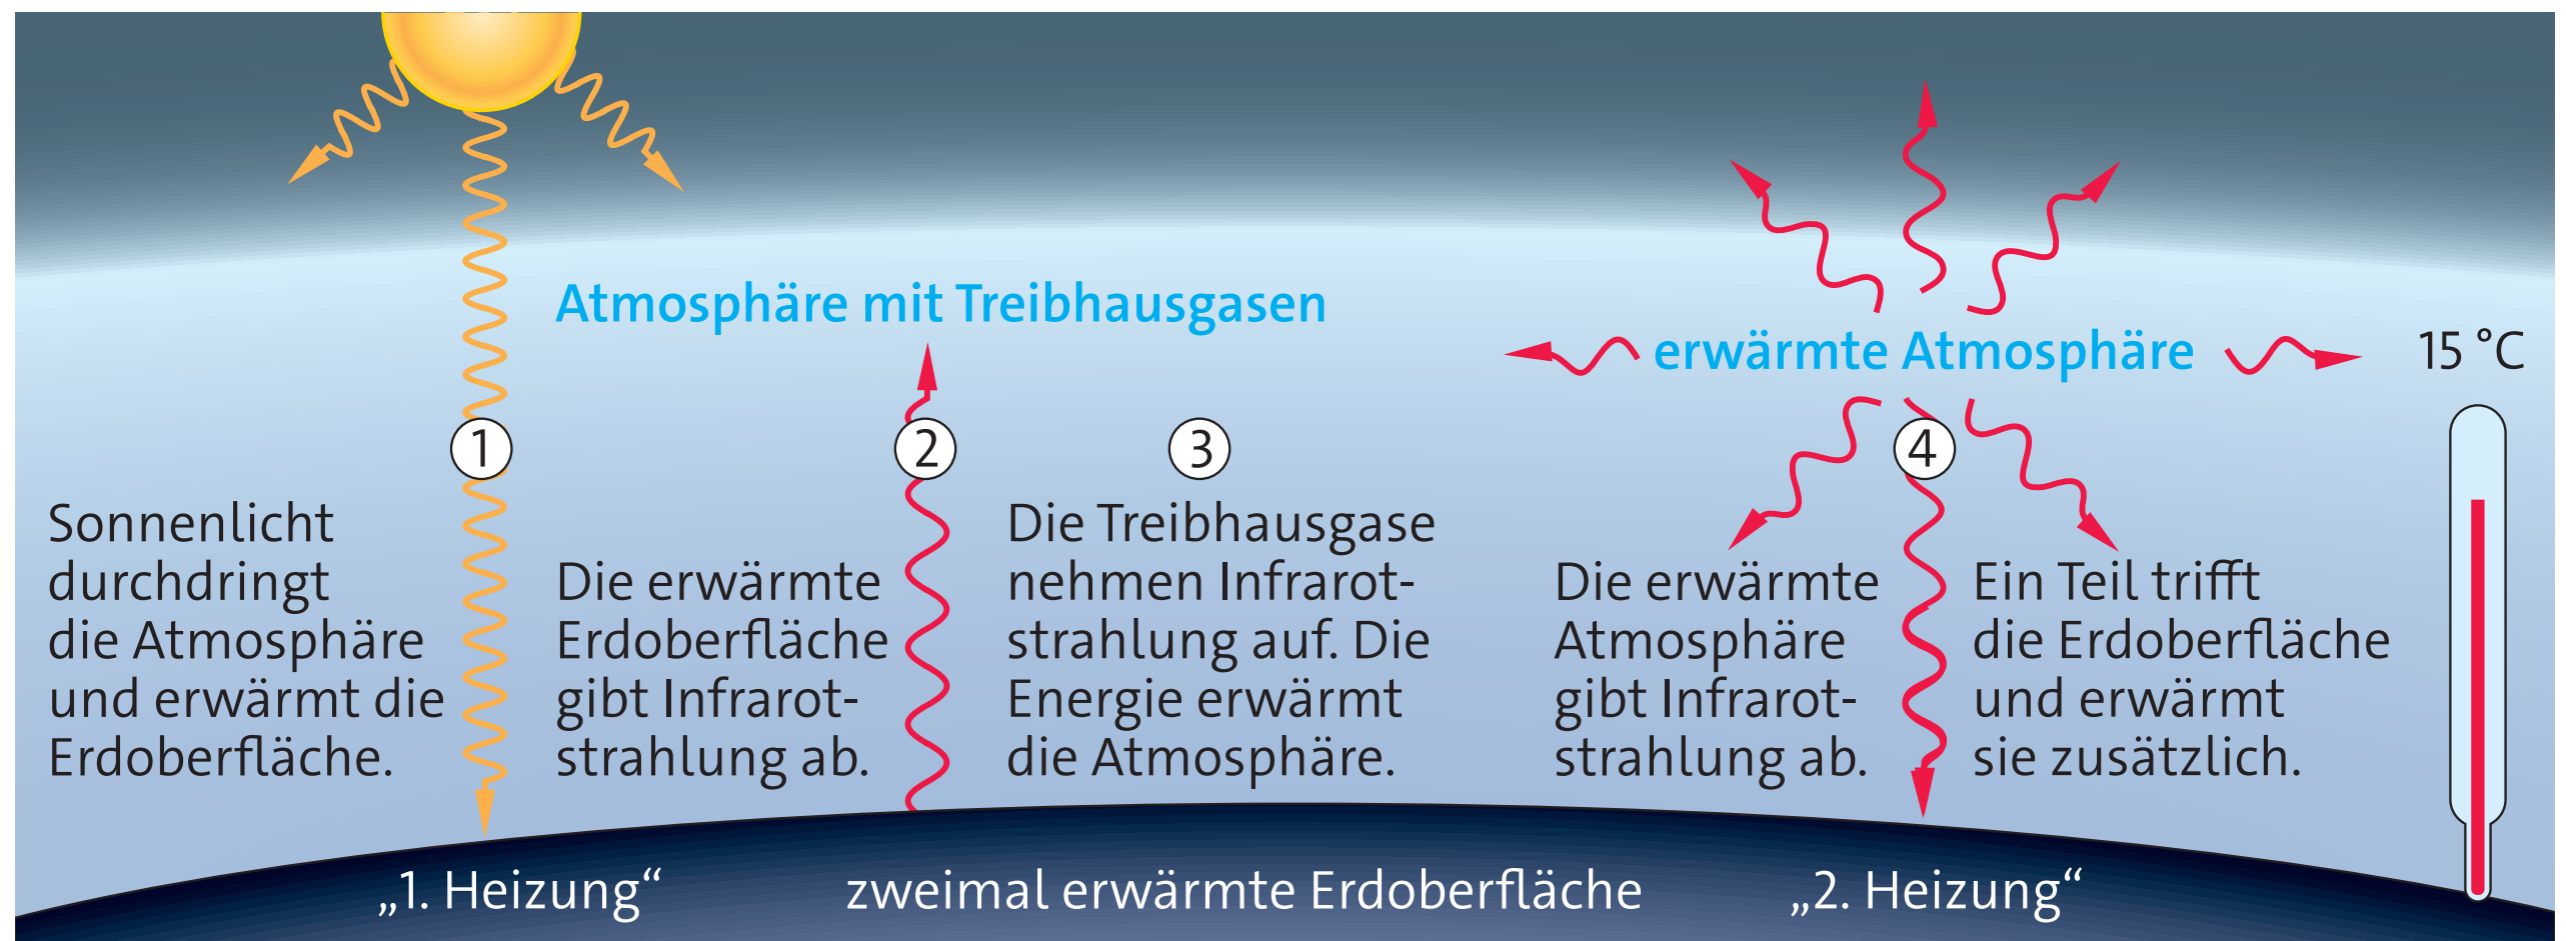 Atmosphäre mit Treibhausgasen
erwärmte Atmosphäre
15 °C
1
Sonnenlicht
durchdringt
die Atmosphäre
und erwärmt die
Erdoberfläche.
2
Die erwärmte
Erdoberfläche
gibt Infrarot-
strahlung ab.
3
Die Treibhausgase
nehmen Infrarot-
strahlung auf. Die
Energie erwärmt
die Atmosphäre.
4
Die erwärmte
Atmosphäre
gibt Infrarot-
strahlung ab.
Ein Teil trifft
die Erdoberfläche
und erwärmt
sie zusätzlich.
„1. Heizung“
zweimal erwärmte Erdoberfläche
„2. Heizung“